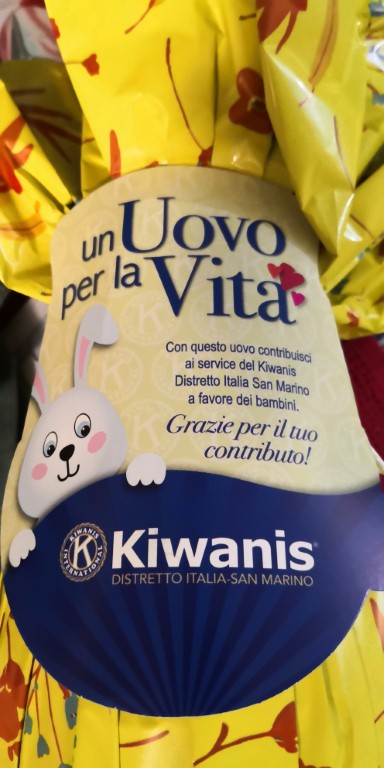 un Uovo
per la Vita
Con questo uovo contribuisci
ai service del Kiwanis
Distretto Italia San Marino
a favore dei bambini.
Grazie per il tuo
contributo!
KIWANIS
K
INTERNATIONAL
Kiwanis
DISTRETTO ITALIA-SAN MARINO